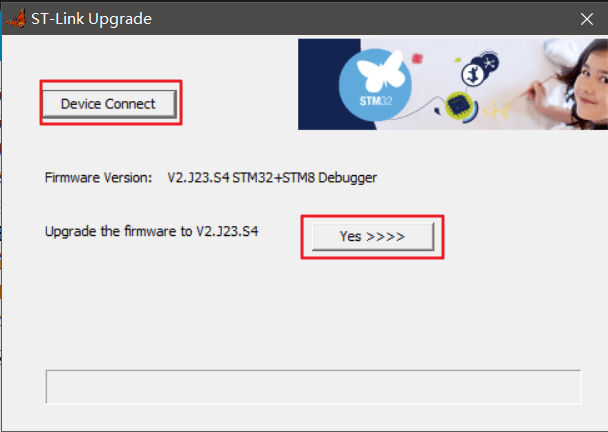 ST-Link Upgrade
Device Connect
STM32
Firmware Version: V2.J23.S4 STM32+STM8 Debugger
Upgrade the firmware to V2.J23.S4
Yes >>>>